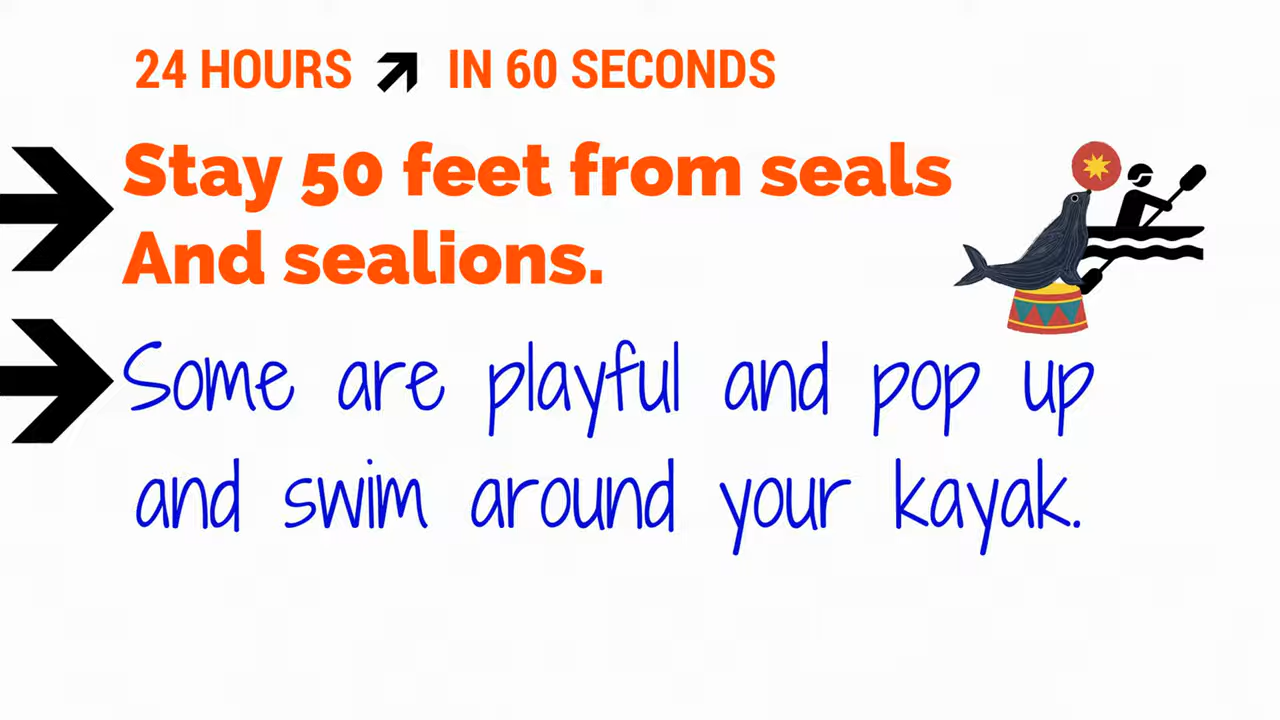 24 HOURS IN 60 SECONDS
Stay 50 feet from seals
And sealions.
Some are playful and pop up
and swim around your kayak.